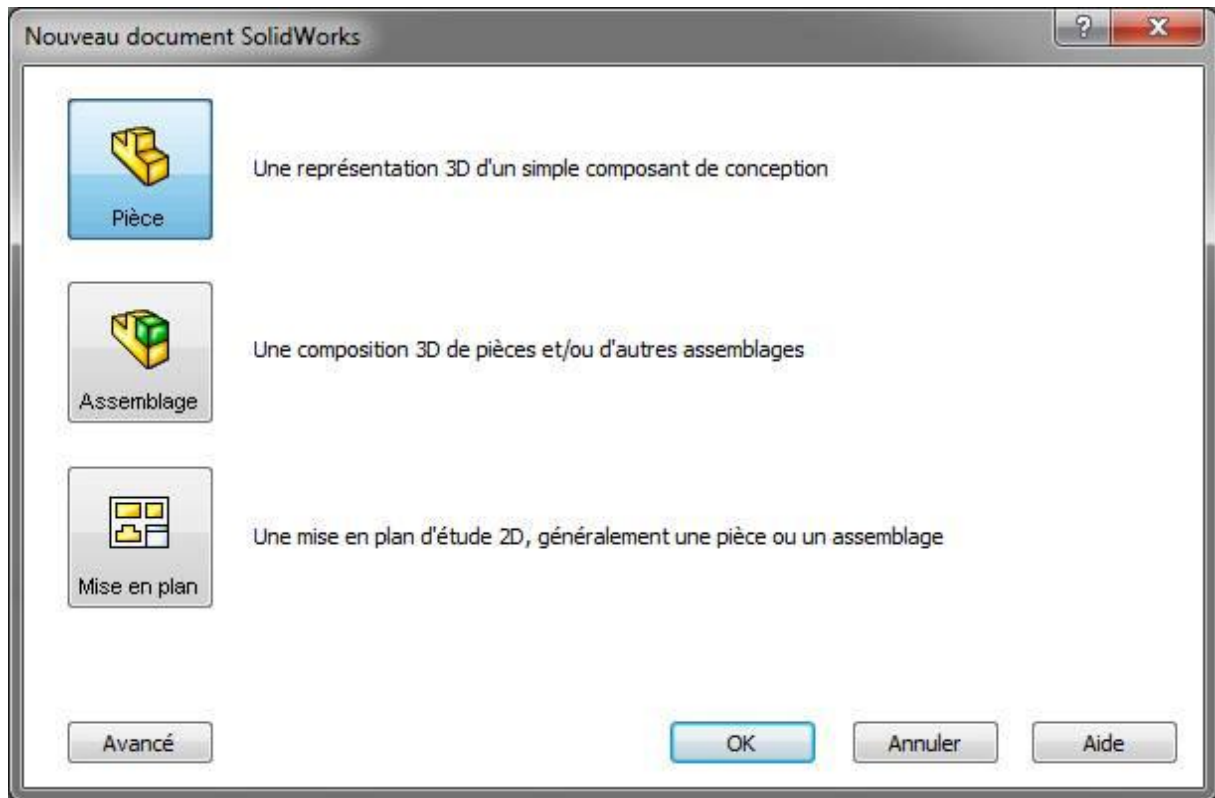 Nouveau document SolidWorks
Pièce
Une représentation 3D d'un simple composant de conception
Assemblage
Une composition 3D de pièces et/ou d'autres assemblages
Mise en plan
Une mise en plan d'étude 2D, généralement une pièce ou un assemblage
Avancé OK Annuler Aide